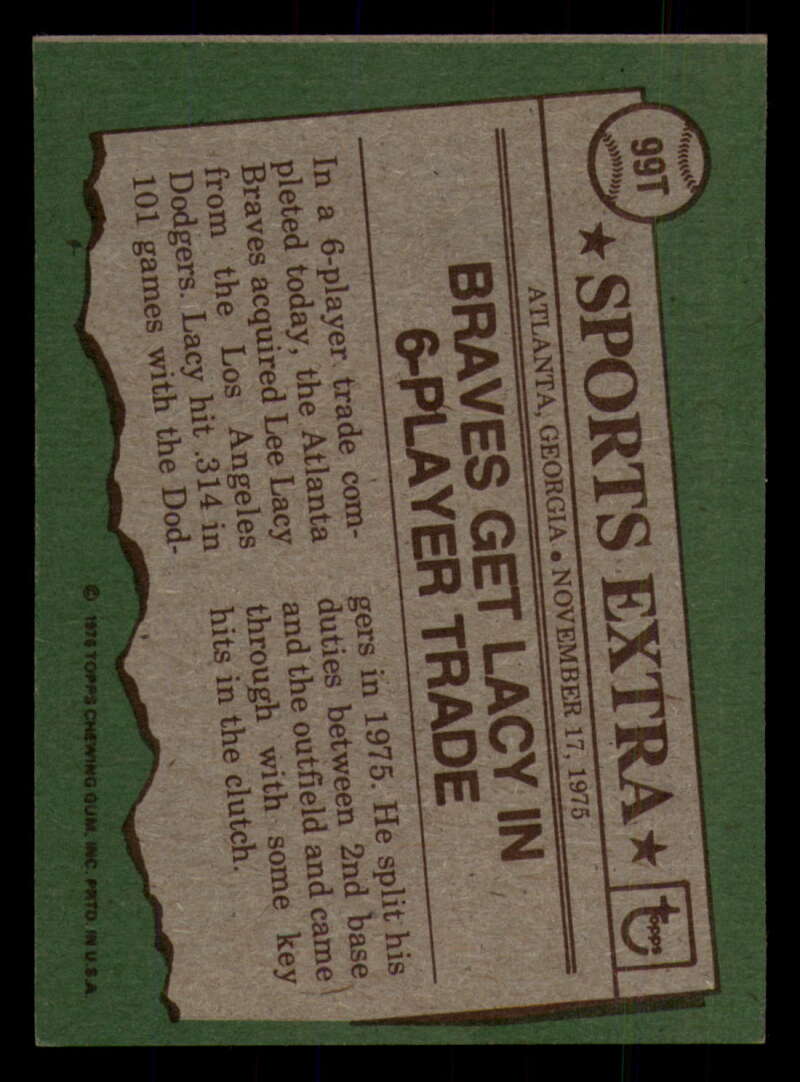 99T
★ SPORTS EXTRA ★
topps
ATLANTA, GEORGIA • NOVEMBER 17, 1975
BRAVES GET LACY IN
6-PLAYER TRADE
In a 6-player trade com-
pleted today, the Atlanta
Braves acquired Lee Lacy
from the Los Angeles
Dodgers. Lacy hit .314 in
101 games with the Dod-
gers in 1975. He split his
duties between 2nd base
and the outfield and came
through with some key
hits in the clutch.
© 1976 TOPPS CHEWING GUM, INC. PRTD. IN U.S.A.